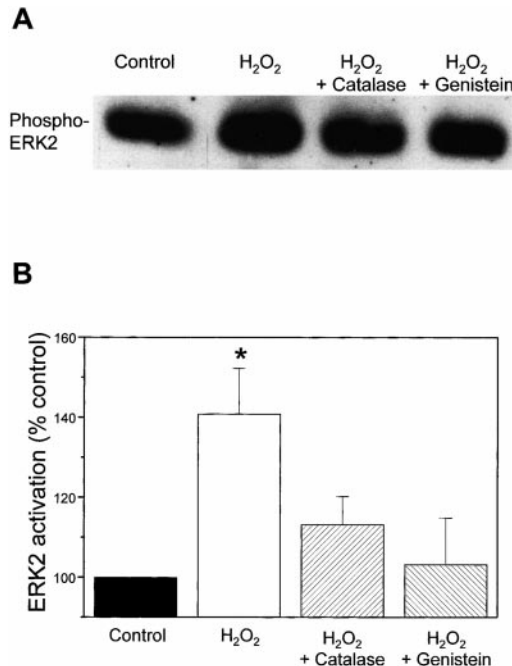 A
Control H₂O₂ H₂O₂ H₂O₂
+ Catalase + Genistein
Phospho-
ERK2
B
ERK2 activation (% control)
160
140
120
100
*
Control H₂O₂ H₂O₂ H₂O₂
+ Catalase + Genistein